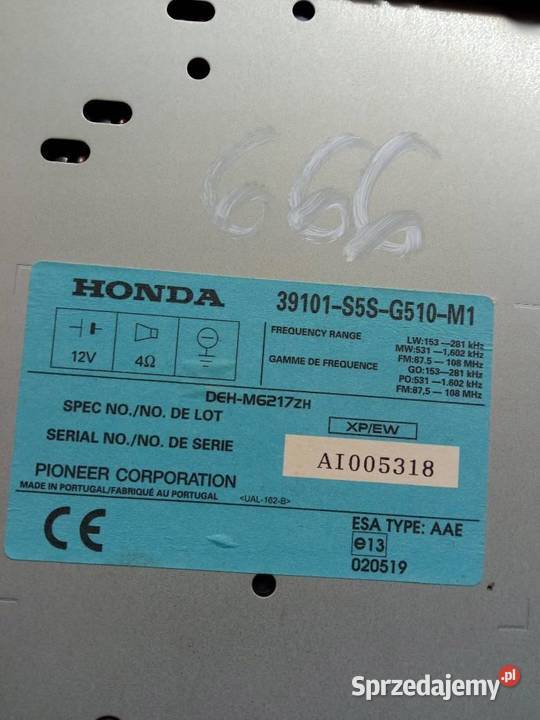 666
HONDA 39101-S5S-G510-M1
12V 4Ω
FREQUENCY RANGE LW:153—281 kHz
MW:531—1,602 kHz
FM:87.5—108 MHz
GAMME DE FREQUENCE GO:153—281 kHz
PO:531—1.602 kHz
FM:87,5—108 MHz
DEH-M6217ZH
SPEC NO./NO. DE LOT XP/EW
SERIAL NO./NO. DE SERIE AI005318
PIONEER CORPORATION
MADE IN PORTUGAL/FABRIQUÉ AU PORTUGAL <UAL-162-B>
CE
ESA TYPE: AAE
e13
020519
Sprzedajemy.pl